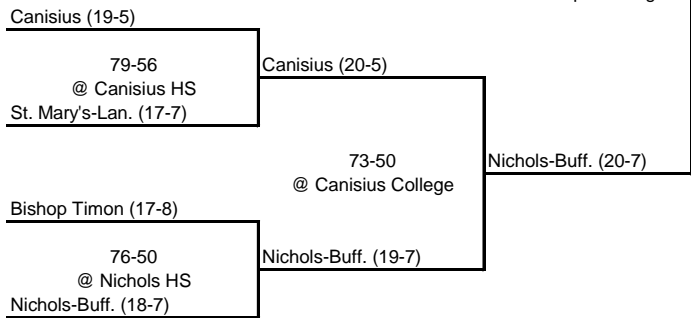 Canisius (19-5)
79-56
@ Canisius HS
St. Mary's-Lan. (17-7)
Canisius (20-5)
73-50
@ Canisius College
Nichols-Buff. (20-7)
Bishop Timon (17-8)
76-50
@ Nichols HS
Nichols-Buff. (18-7)
Nichols-Buff. (19-7)